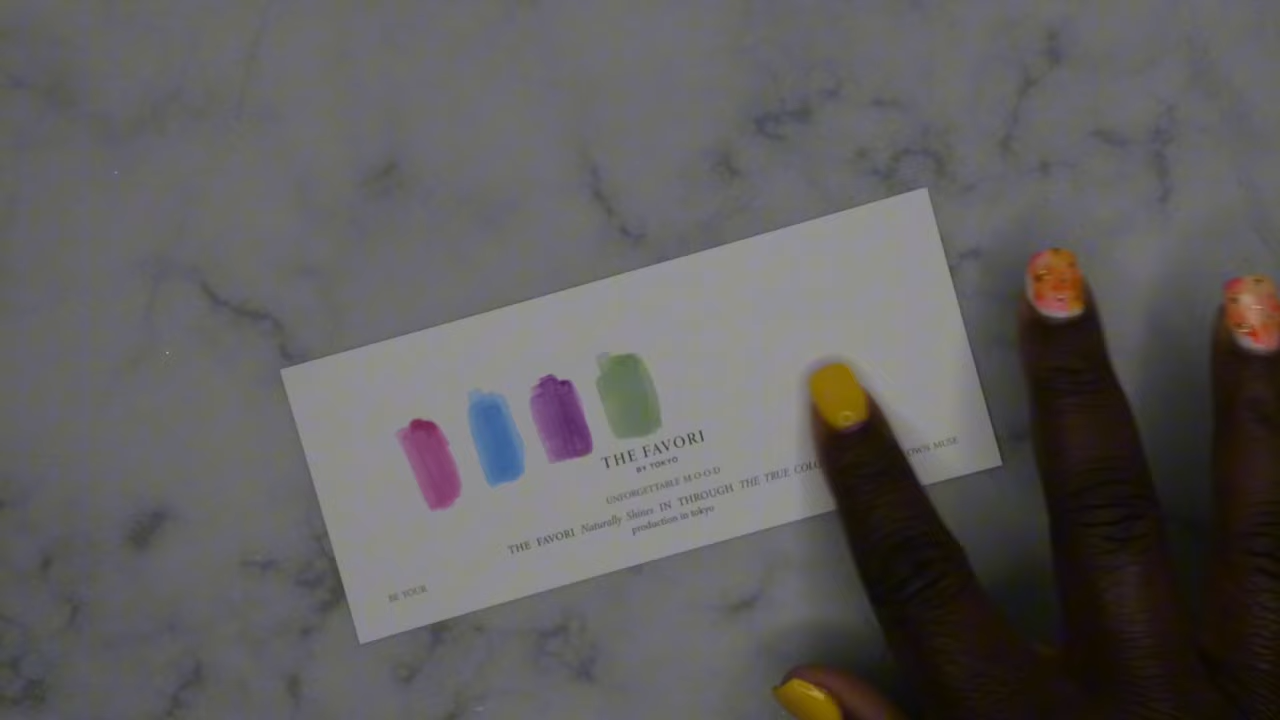 THE FAVORI
BY TOKYO
UNFORGETTABLE M·O·O·D
THE FAVORI Naturally Shines IN THROUGH THE TRUE
production in tokyo
BE YOUR
OWN MUSE